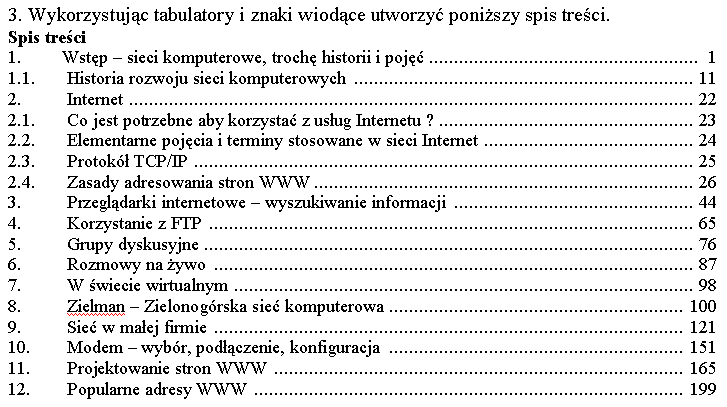 3. Wykorzystując tabulatory i znaki wiodące utworzyć poniższy spis treści.
Spis treści
1. Wstęp – sieci komputerowe, trochę historii i pojęć ................................................ 1
1.1. Historia rozwoju sieci komputerowych ............................................................ 11
2. Internet .................................................................................................... 22
2.1. Co jest potrzebne aby korzystać z usług Internetu ? ............................................. 23
2.2. Elementarne pojęcia i terminy stosowane w sieci Internet ..................................... 24
2.3. Protokół TCP/IP ........................................................................................ 25
2.4. Zasady adresowania stron WWW .................................................................... 26
3. Przeglądarki internetowe – wyszukiwanie informacji .......................................... 44
4. Korzystanie z FTP ...................................................................................... 65
5. Grupy dyskusyjne ....................................................................................... 76
6. Rozmowy na żywo ..................................................................................... 87
7. W świecie wirtualnym ................................................................................. 98
8. Zielman – Zielonogórska sieć komputerowa ...................................................... 100
9. Sieć w małej firmie ..................................................................................... 121
10. Modem – wybór, podłączenie, konfiguracja ...................................................... 151
11. Projektowanie stron WWW .......................................................................... 165
12. Popularne adresy WWW .............................................................................. 199